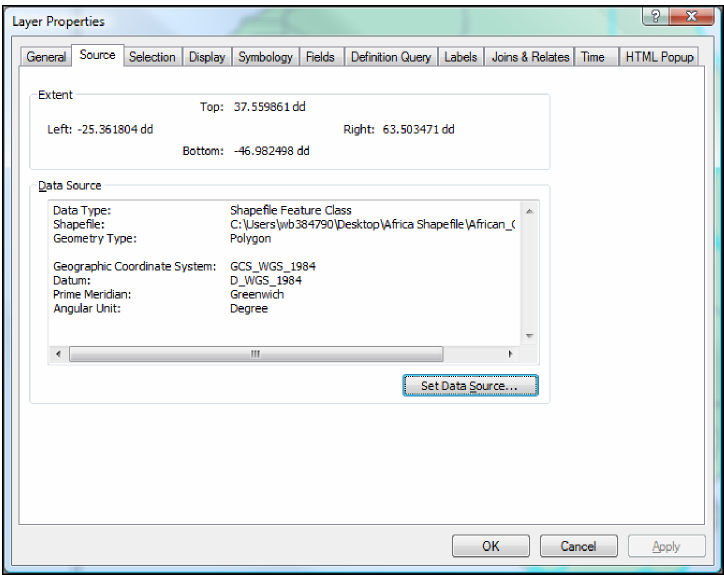 Layer Properties
General Source Selection Display Symbology Fields Definition Query Labels Joins & Relates Time HTML Popup
Extent
Top: 37.559861 dd
Left: -25.361804 dd Right: 63.503471 dd
Bottom: -46.982498 dd
Data Source
Data Type: Shapefile Feature Class
Shapefile: C:\Users\wb384790\Desktop\Africa Shapefile\African_(
Geometry Type: Polygon
Geographic Coordinate System: GCS_WGS_1984
Datum: D_WGS_1984
Prime Meridian: Greenwich
Angular Unit: Degree
Set Data Source...
OK Cancel Apply